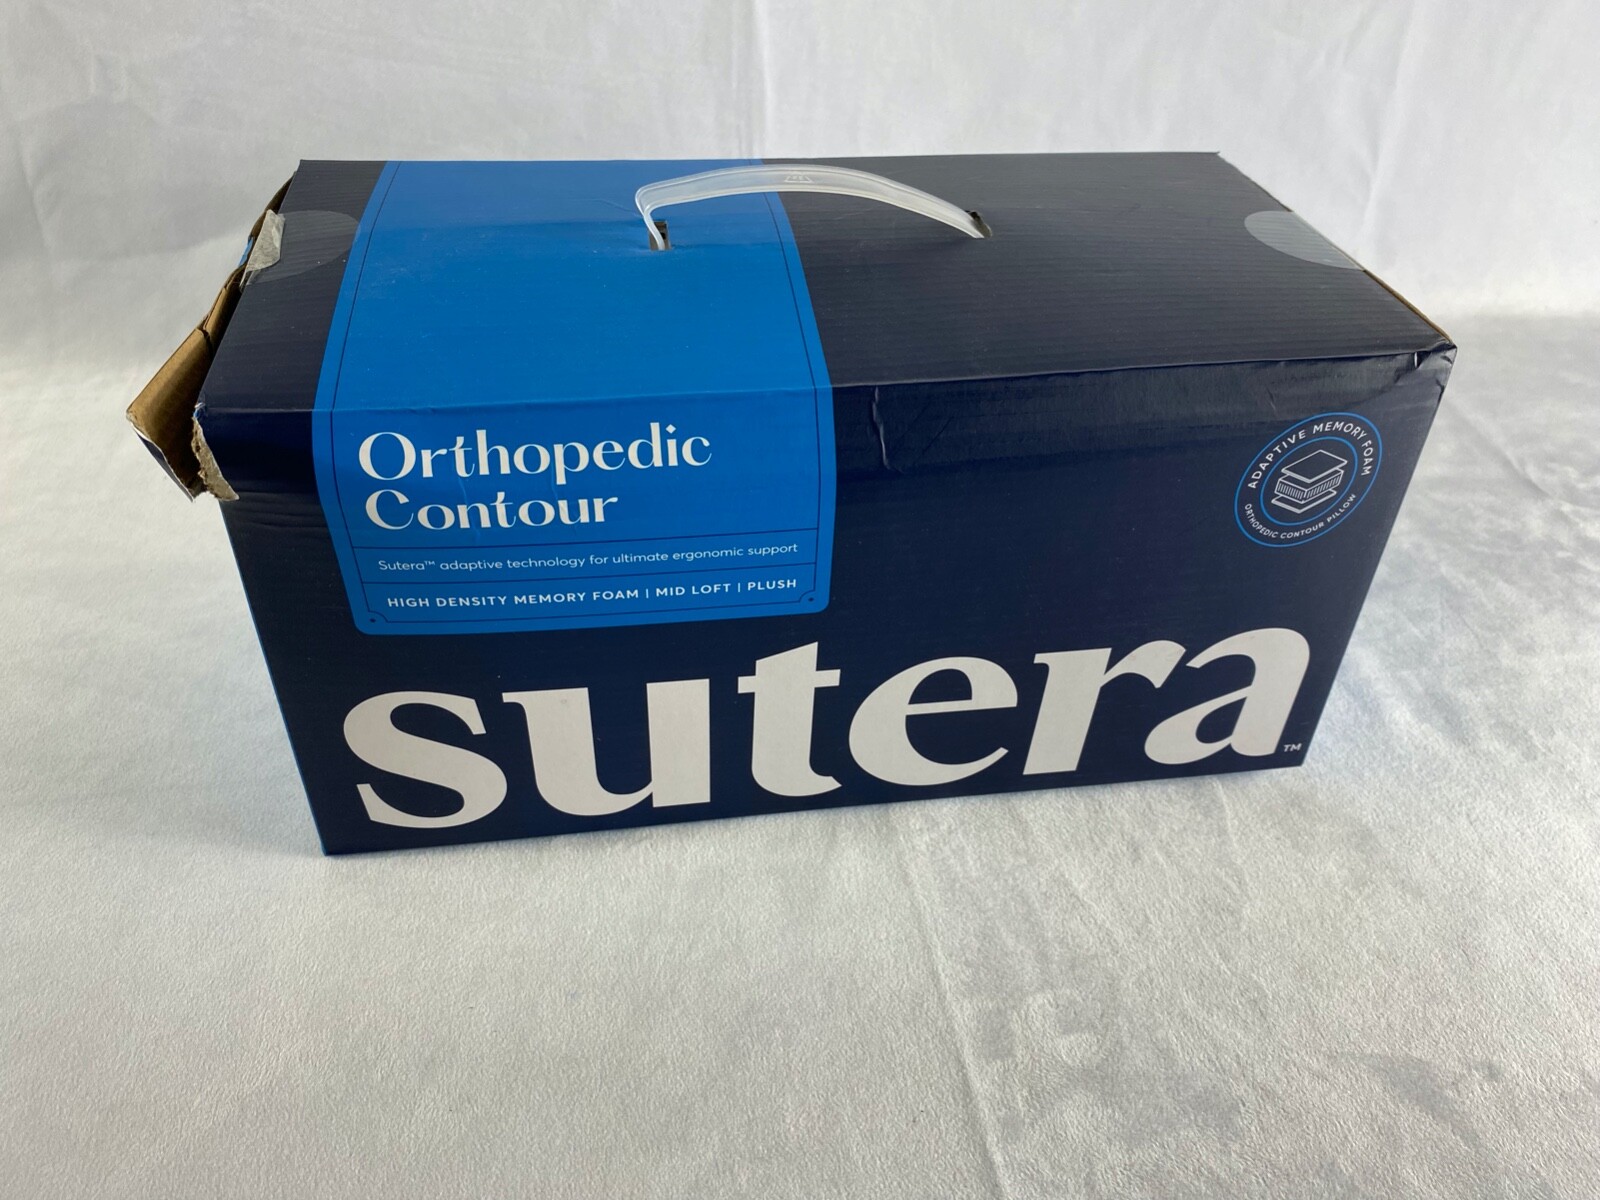 Orthopedic
Contour
Sutera™ adaptive technology for ultimate ergonomic support
HIGH DENSITY MEMORY FOAM | MID LOFT | PLUSH
ADAPTIVE MEMORY FOAM
ORTHOPEDIC CONTOUR PILLOW
sutera™